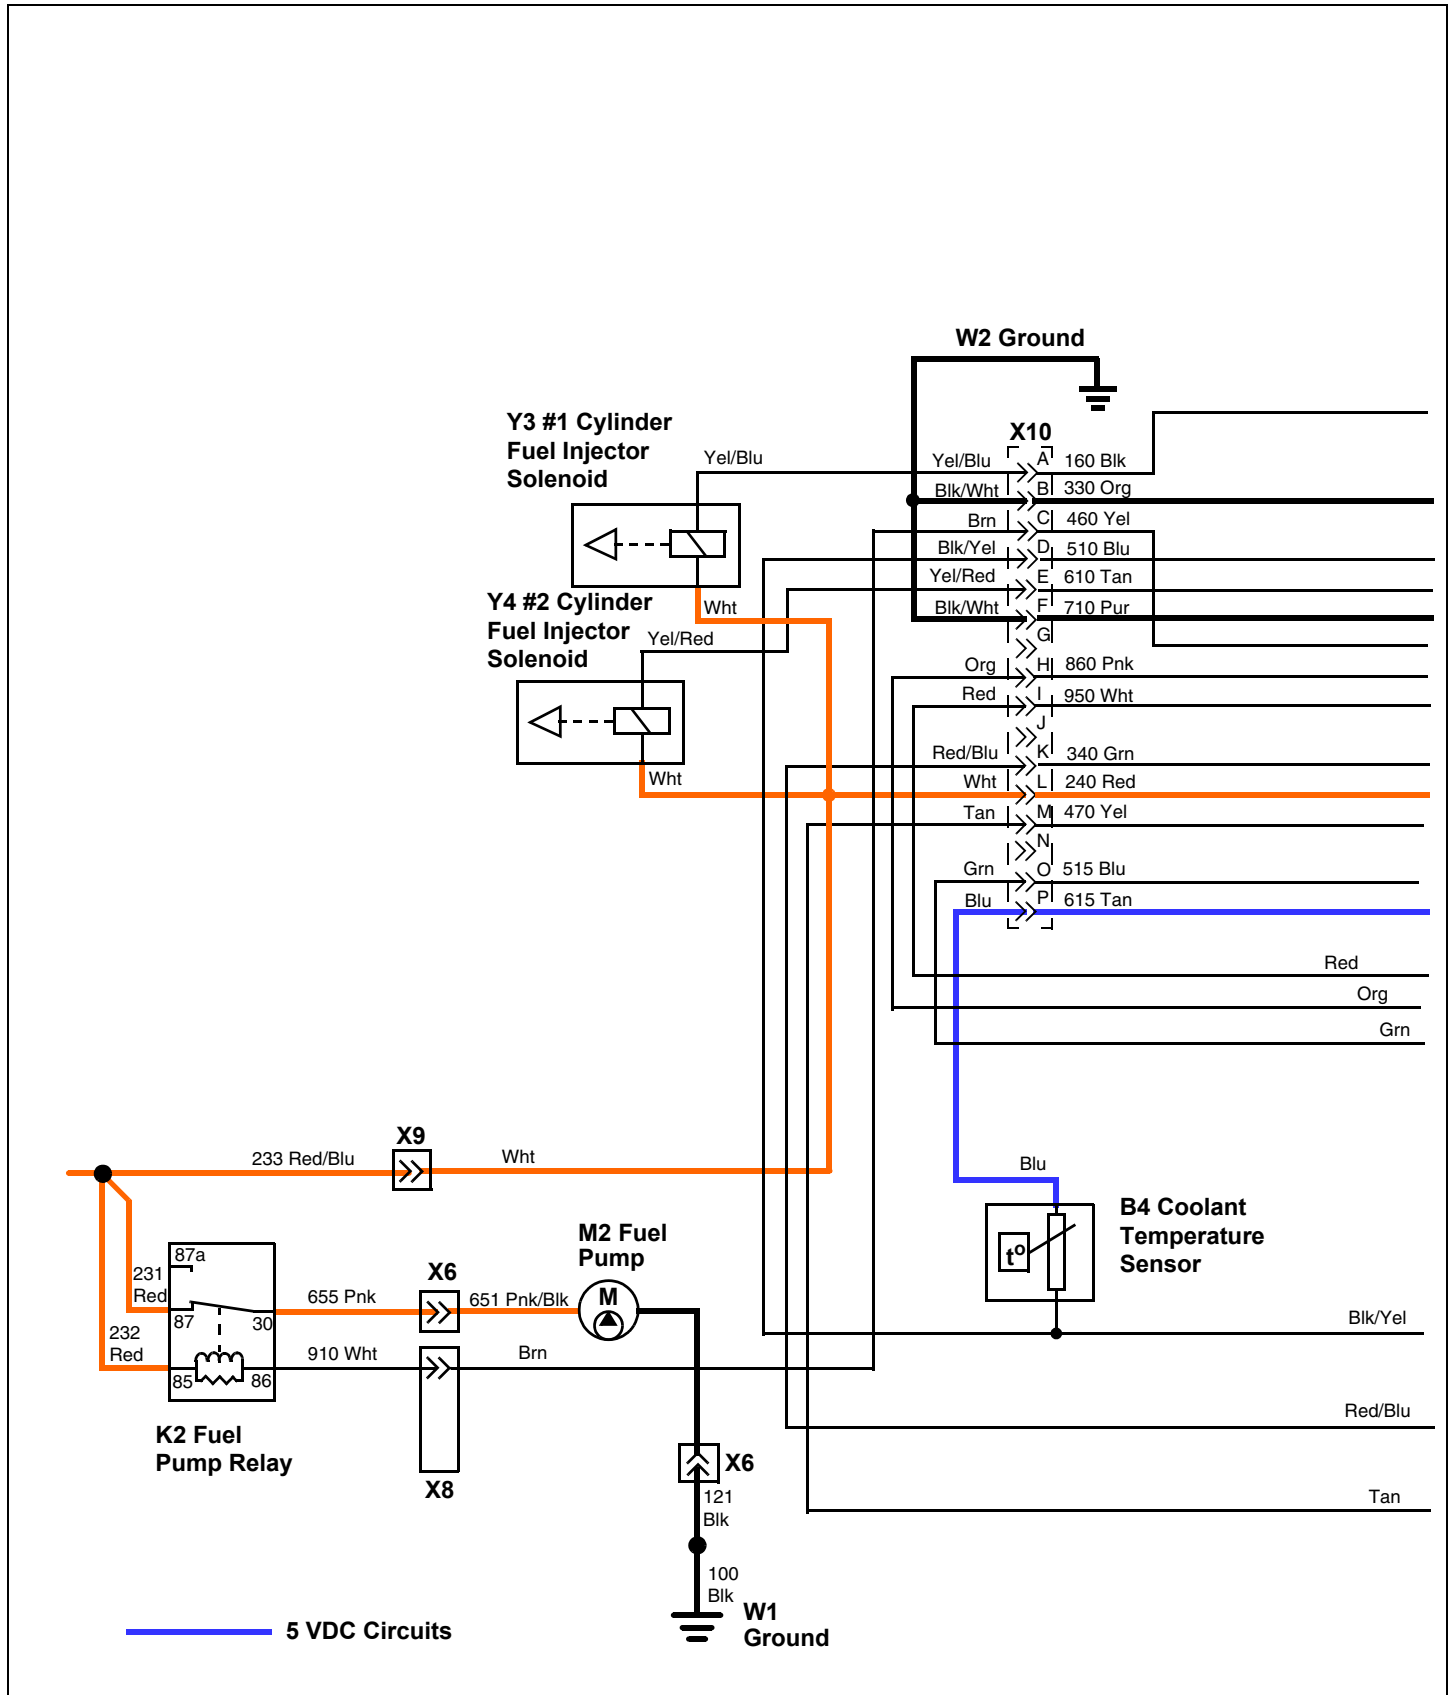 W2 Ground
Y3 #1 Cylinder
Fuel Injector
Solenoid
X10
Yel/Blu
Yel/Blu
A
160 Blk
Blk/Wht
B
330 Org
Brn
C
460 Yel
Blk/Yel
D
510 Blu
Yel/Red
E
610 Tan
Blk/Wht
F
710 Pur
G
Y4 #2 Cylinder
Fuel Injector
Solenoid
Wht
Yel/Red
Org
H
860 Pnk
Red
I
950 Wht
J
Red/Blu
K
340 Grn
Wht
Wht
L
240 Red
Tan
M
470 Yel
N
Grn
O
515 Blu
Blu
P
615 Tan
Red
Org
Grn
X9
233 Red/Blu
Wht
Blu
B4 Coolant
Temperature
Sensor
to
M2 Fuel
Pump
87a
231
Red
X6
655 Pnk
651 Pnk/Blk
M
87
30
232
Red
910 Wht
Brn
85
86
Blk/Yel
K2 Fuel
Pump Relay
X8
Red/Blu
X6
121
Blk
Tan
100
Blk
W1
Ground
5 VDC Circuits